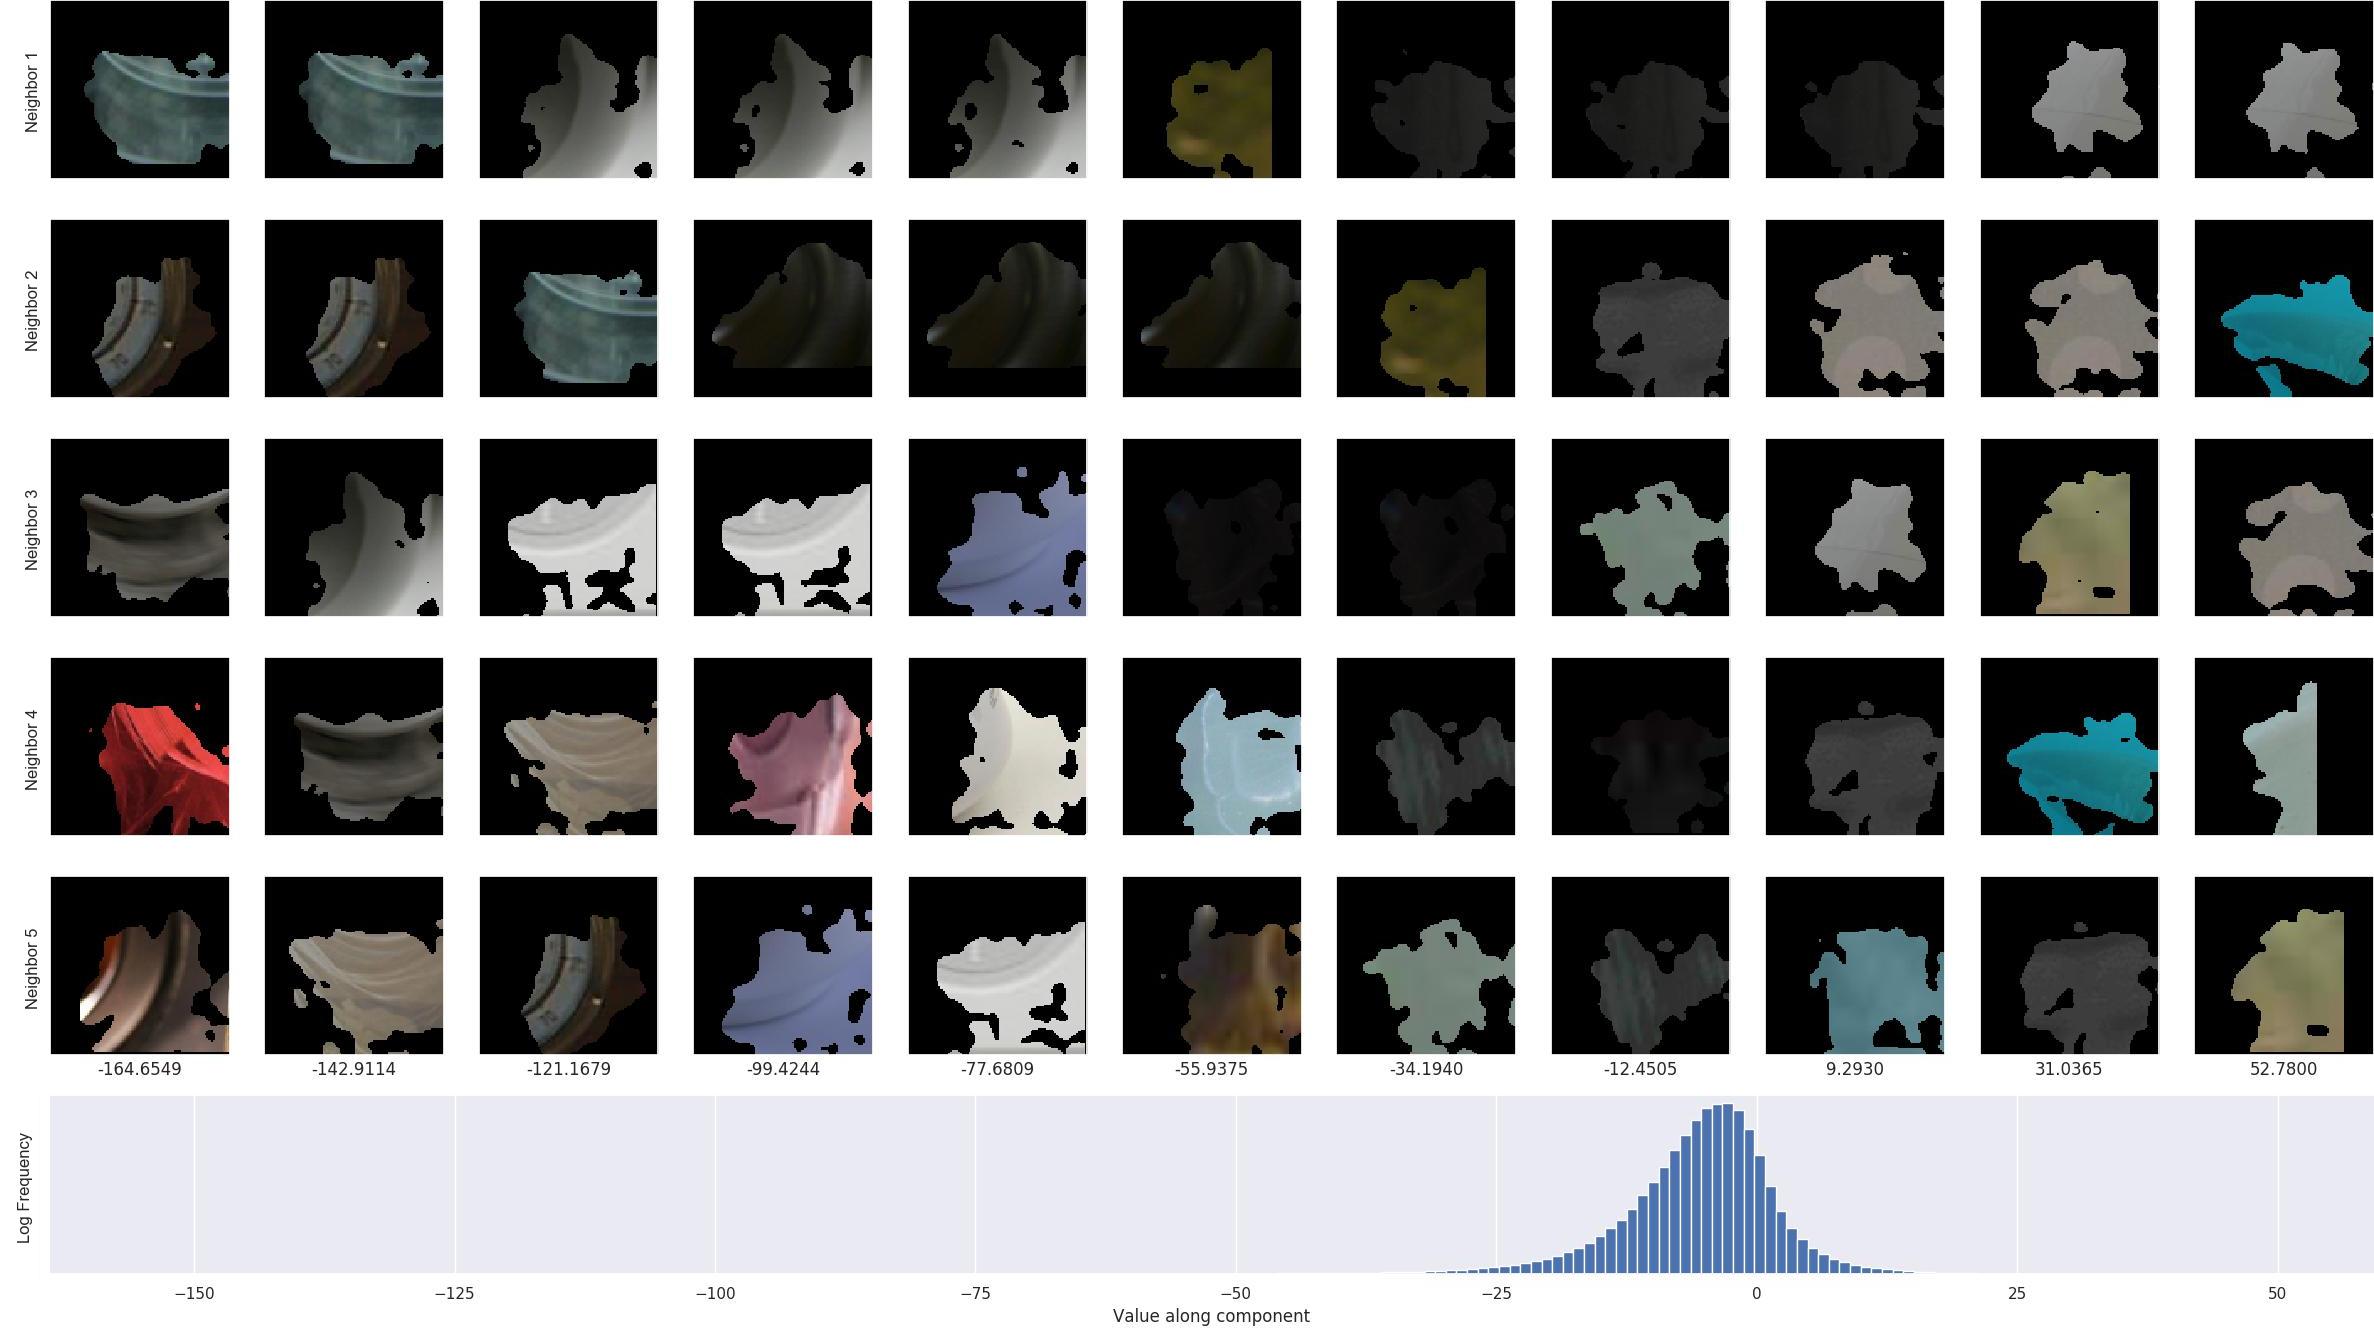 Neighbor 1
Neighbor 2
Neighbor 3
Neighbor 4
Neighbor 5
-164.6549 -142.9114 -121.1679 -99.4244 -77.6809 -55.9375 -34.1940 -12.4505 9.2930 31.0365 52.7800
Log Frequency
−150 −125 −100 −75 −50 −25 0 25 50
Value along component